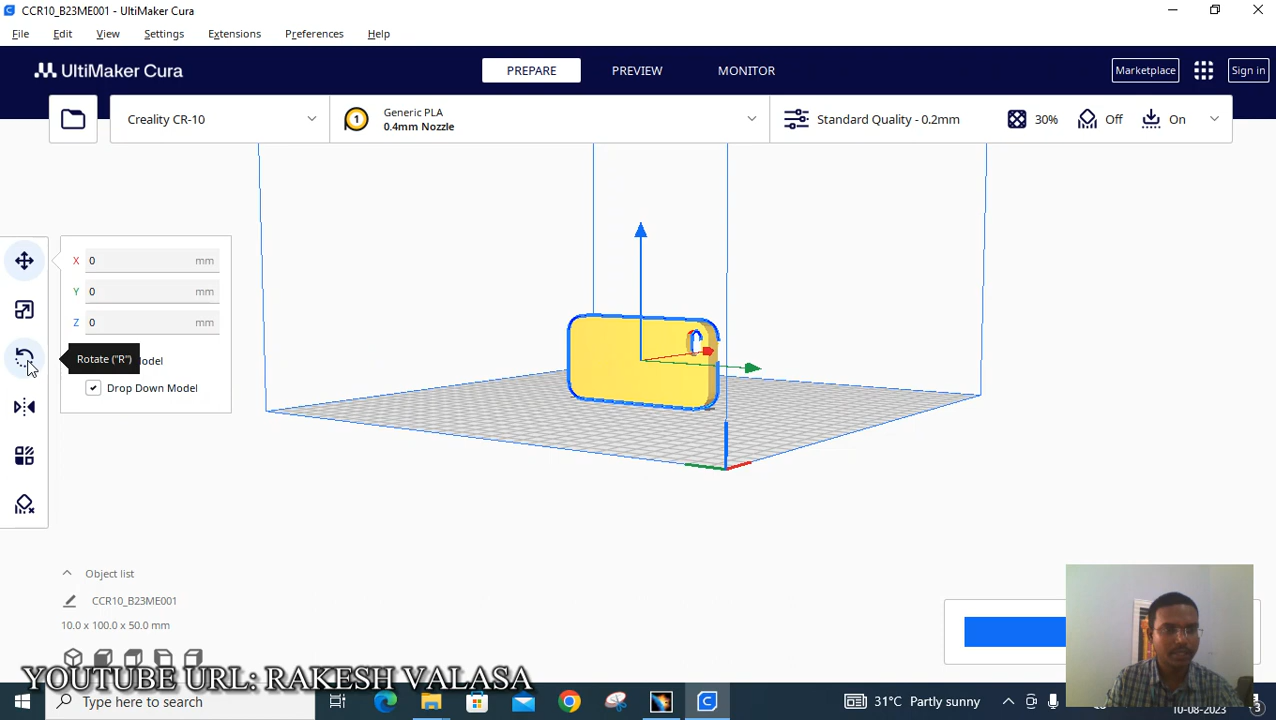 CCR10_B23ME001 - UltiMaker Cura
File Edit View Settings Extensions Preferences Help
UltiMaker Cura PREPARE PREVIEW MONITOR Marketplace Sign in
Creality CR-10
1 Generic PLA
0.4mm Nozzle
Standard Quality - 0.2mm 30% Off On
X 0 mm
Y 0 mm
Z 0 mm
Rotate ("R")
Drop Down Model
Object list
CCR10_B23ME001
10.0 x 100.0 x 50.0 mm
YOUTUBE URL: RAKESH VALASA
Type here to search
31°C Partly sunny
10-08-2023
3